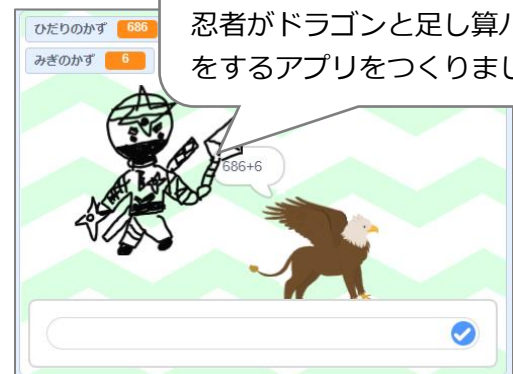 忍者がドラゴンと足し算
をするアプリをつくりまし
ひだりのかず 686
みぎのかず 6
686+6